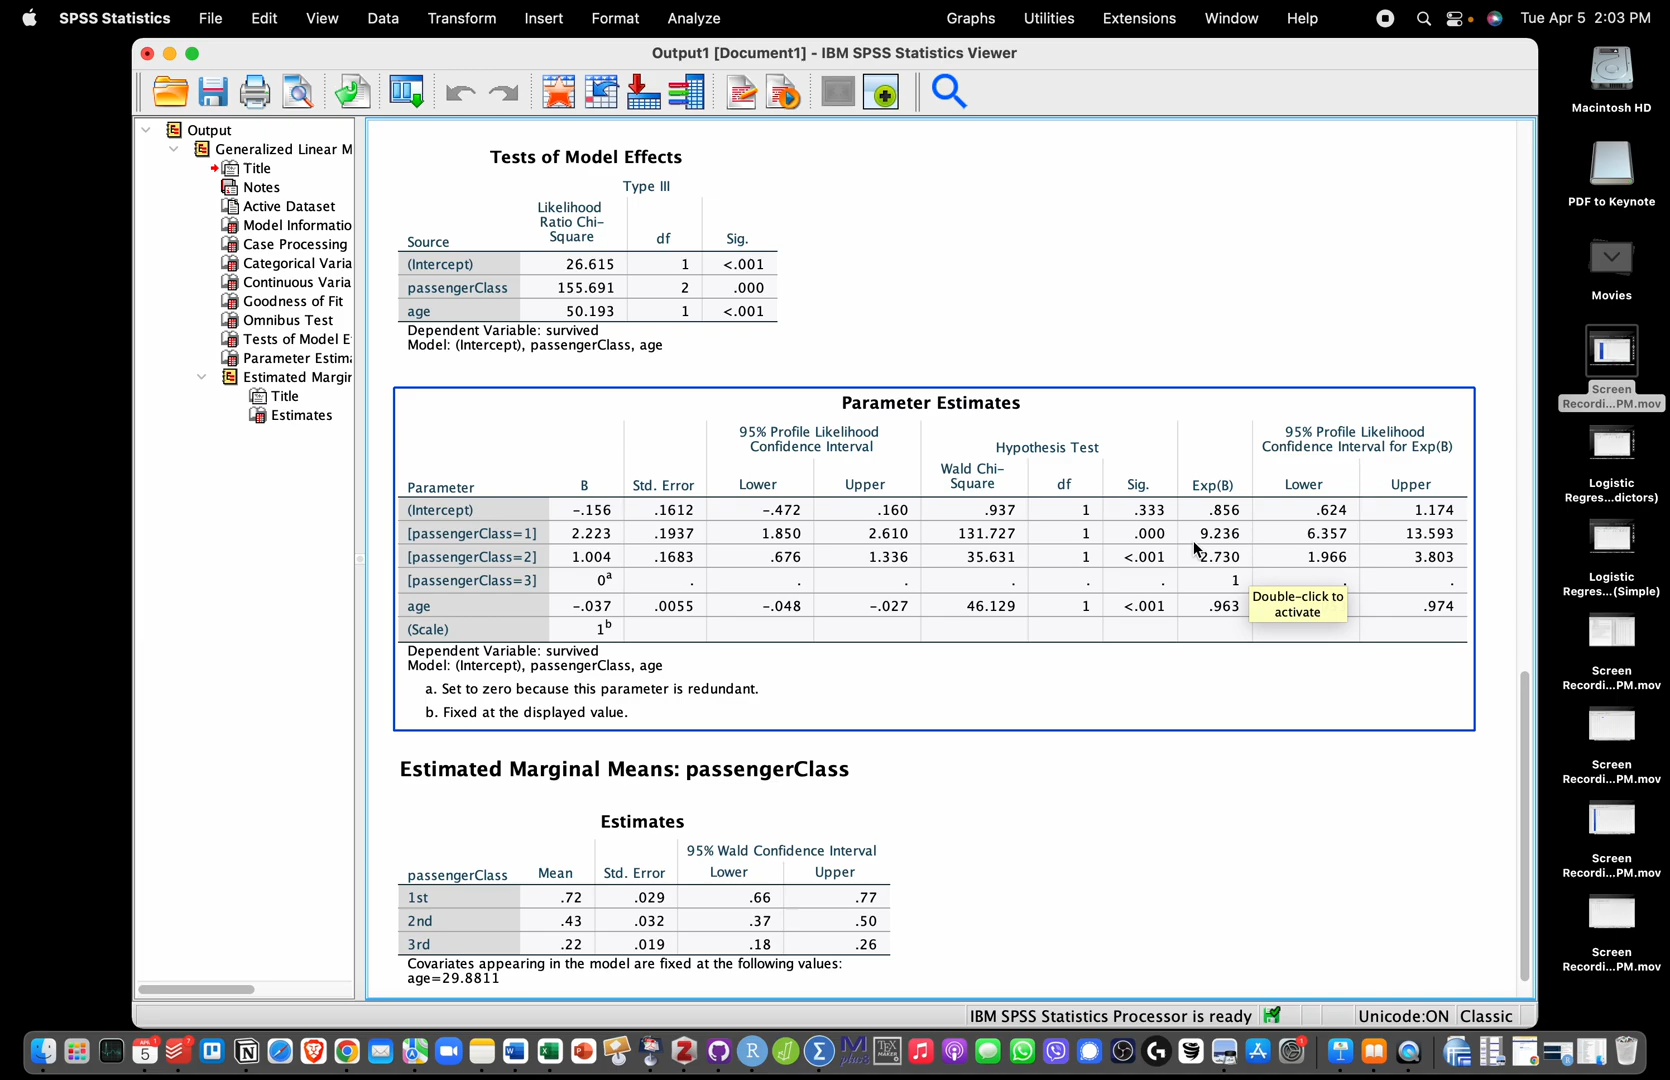 SPSS Statistics File Edit View Data Transform Insert Format Analyze Graphs Utilities Extensions Window Help Tue Apr 5 2:03 PM
Output1 [Document1] - IBM SPSS Statistics Viewer
Output
Generalized Linear M
Title
Notes
Active Dataset
Model Informatio
Case Processing
Categorical Varia
Continuous Varia
Goodness of Fit
Omnibus Test
Tests of Model E
Parameter Estim
Estimated Margin
Title
Estimates
Tests of Model Effects
Type III
Likelihood
Ratio Chi-
Square
Source df Sig.
(Intercept) 26.615 1 <.001
passengerClass 155.691 2 .000
age 50.193 1 <.001
Dependent Variable: survived
Model: (Intercept), passengerClass, age
Parameter Estimates
95% Profile Likelihood
Confidence Interval
Hypothesis Test
95% Profile Likelihood
Confidence Interval for Exp(B)
Wald Chi-
Square
Parameter B Std. Error Lower Upper df Sig. Exp(B) Lower Upper
(Intercept) -.156 .1612 -.472 .160 .937 1 .333 .856 .624 1.174
[passengerClass=1] 2.223 .1937 1.850 2.610 131.727 1 .000 9.236 6.357 13.593
[passengerClass=2] 1.004 .1683 .676 1.336 35.631 1 <.001 2.730 1.966 3.803
[passengerClass=3] 0a . . . . . . 1 . .
age -.037 .0055 -.048 -.027 46.129 1 <.001 .963 .974
(Scale) 1b
Double-click to
activate
Dependent Variable: survived
Model: (Intercept), passengerClass, age
a. Set to zero because this parameter is redundant.
b. Fixed at the displayed value.
Estimated Marginal Means: passengerClass
Estimates
95% Wald Confidence Interval
passengerClass Mean Std. Error Lower Upper
1st .72 .029 .66 .77
2nd .43 .032 .37 .50
3rd .22 .019 .18 .26
Covariates appearing in the model are fixed at the following values:
age=29.8811
IBM SPSS Statistics Processor is ready Unicode:ON Classic
Macintosh HD
PDF to Keynote
Movies
Screen
Recordi...PM.mov
Logistic
Regres...dictors)
Logistic
Regres...(Simple)
Screen
Recordi...PM.mov
Screen
Recordi...PM.mov
Screen
Recordi...PM.mov
Screen
Recordi...PM.mov